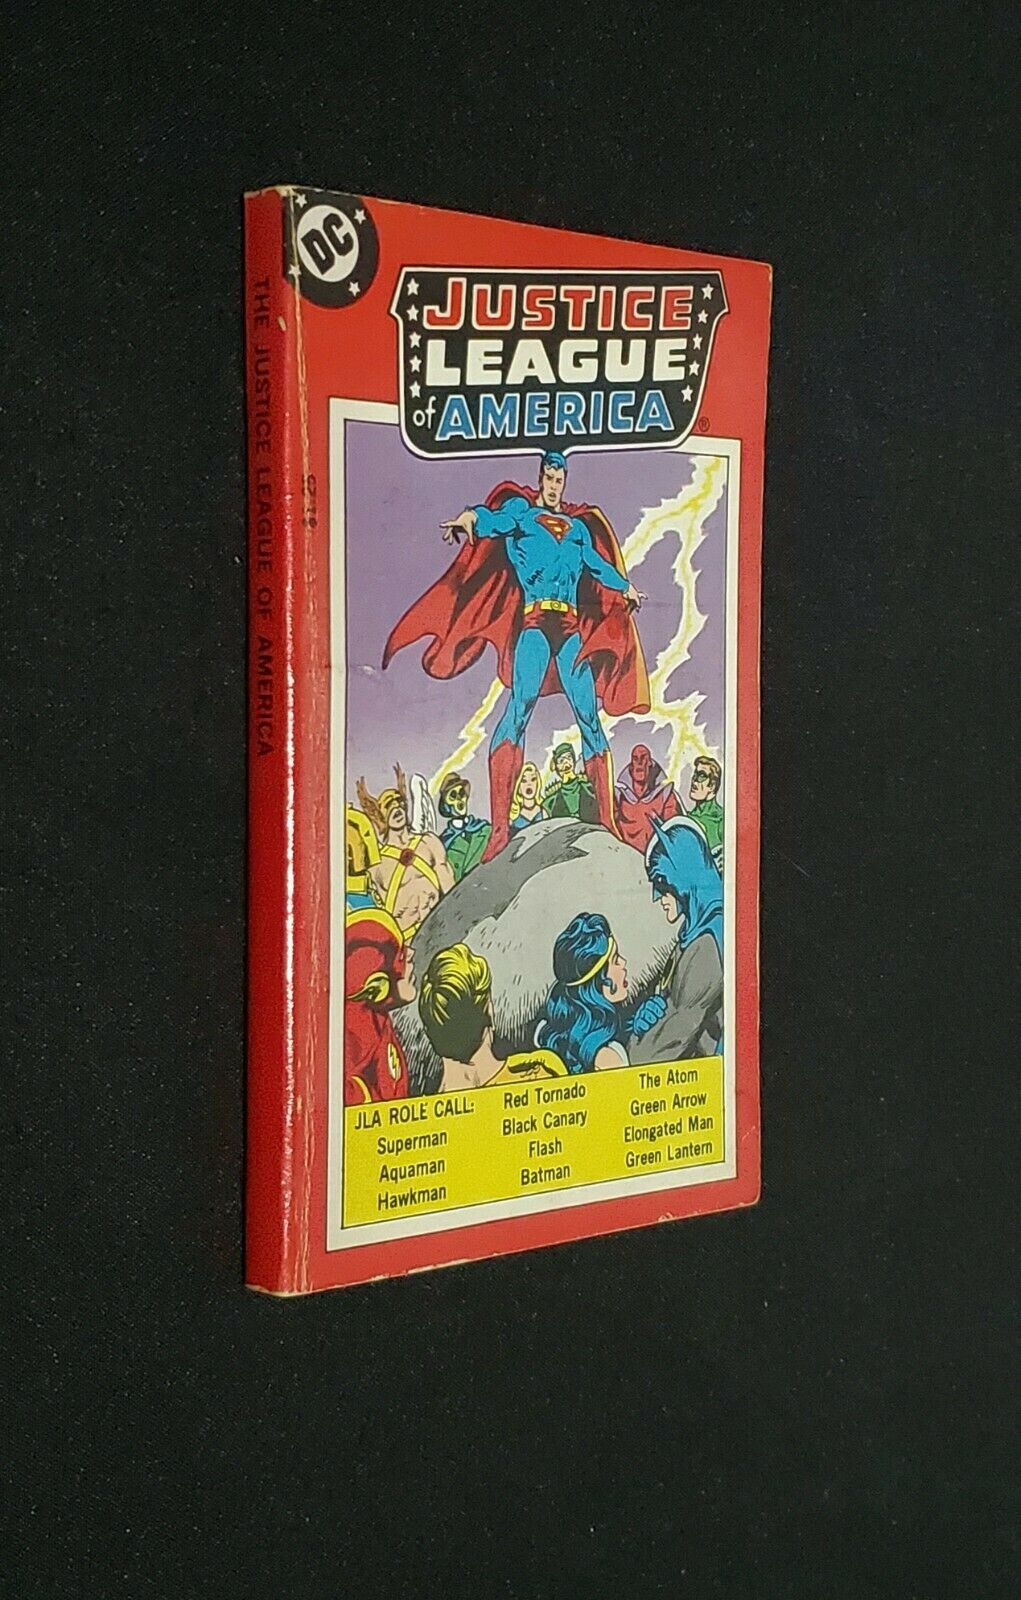 THE JUSTICE LEAGUE OF AMERICA
DC
JUSTICE
LEAGUE
of AMERICA®
JLA ROLE CALL:
Superman
Aquaman
Hawkman
Red Tornado
Black Canary
Flash
Batman
The Atom
Green Arrow
Elongated Man
Green Lantern